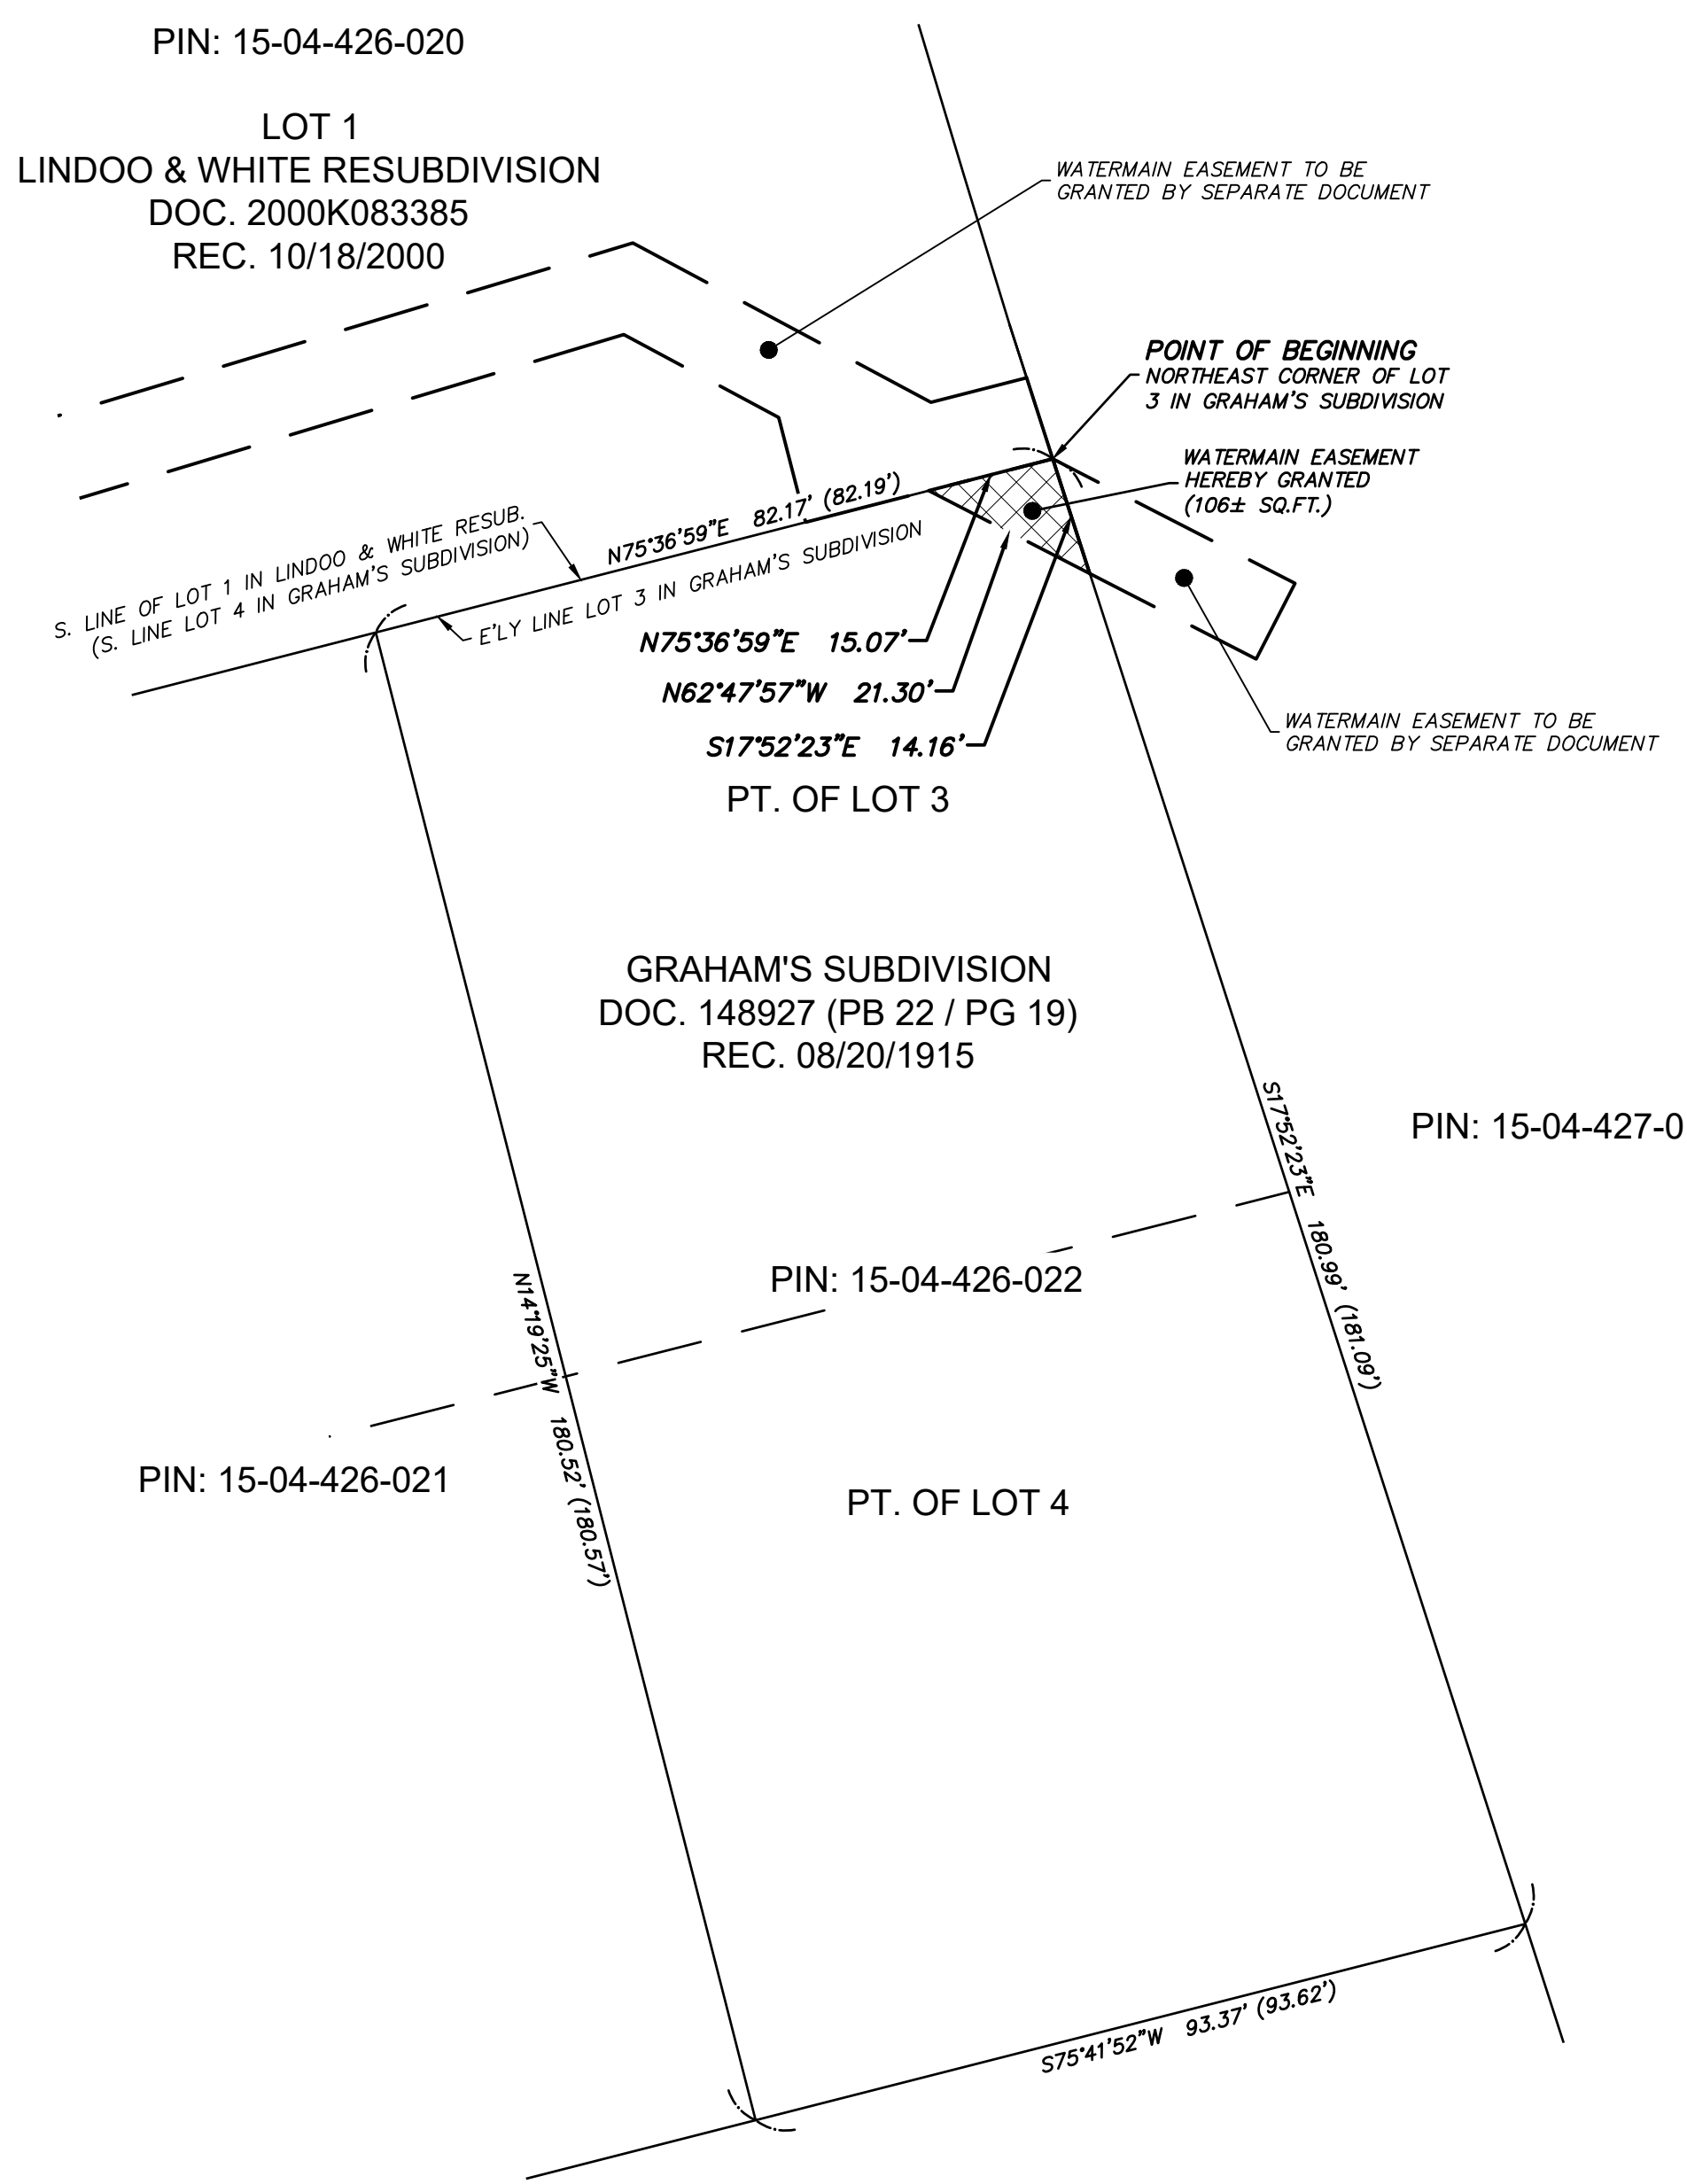 PIN: 15-04-426-020
LOT 1
LINDOO & WHITE RESUBDIVISION
DOC. 2000K083385
REC. 10/18/2000
WATERMAIN EASEMENT TO BE
GRANTED BY SEPARATE DOCUMENT
POINT OF BEGINNING
NORTHEAST CORNER OF LOT
3 IN GRAHAM'S SUBDIVISION
WATERMAIN EASEMENT
HEREBY GRANTED
(106± SQ.FT.)
S. LINE OF LOT 1 IN LINDOO & WHITE RESUB.
(S. LINE LOT 4 IN GRAHAM'S SUBDIVISION)
N75°36'59"E 82.17' (82.19')
E'LY LINE LOT 3 IN GRAHAM'S SUBDIVISION
N75°36'59"E 15.07'
N62°47'57"W 21.30'
S17°52'23"E 14.16'
WATERMAIN EASEMENT TO BE
GRANTED BY SEPARATE DOCUMENT
PT. OF LOT 3
GRAHAM'S SUBDIVISION
DOC. 148927 (PB 22 / PG 19)
REC. 08/20/1915
S17°52'23"E 180.99' (181.09')
PIN: 15-04-427-0
PIN: 15-04-426-022
N14°19'25"W 180.52' (180.57')
PIN: 15-04-426-021
PT. OF LOT 4
S75°41'52"W 93.37' (93.62')